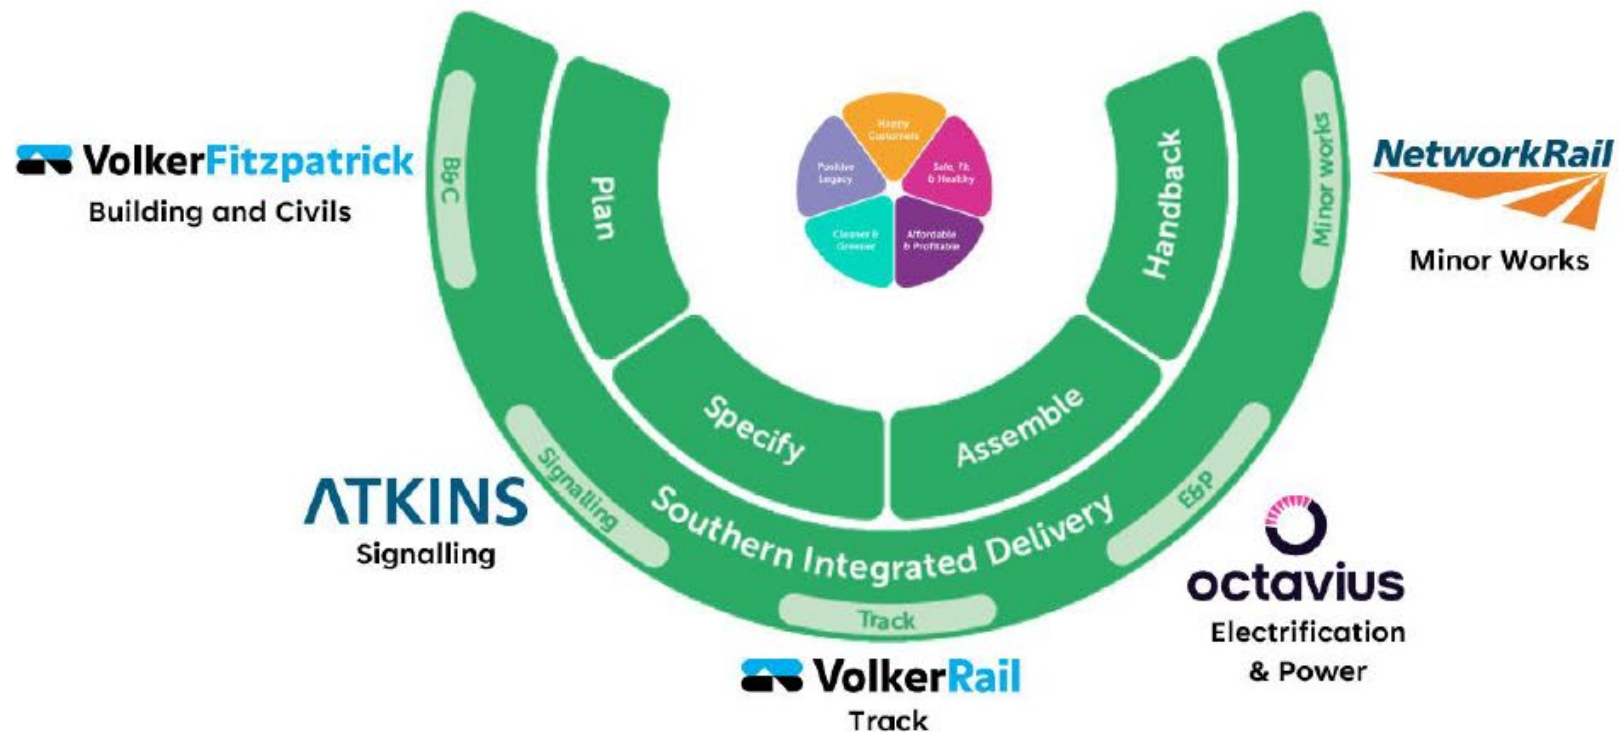 VolkerFitzpatrick
Building and Civils
B&C
Plan
Happy
Customers
Positive
Legacy
Safe, Fit
& Healthy
Cleaner &
Greener
Affordable
& Profitable
Handback
Minor works
NetworkRail
Minor Works
Specify
Assemble
ATKINS
Signalling
Signalling
Southern Integrated Delivery
E&P
octavius
Electrification
& Power
Track
VolkerRail
Track